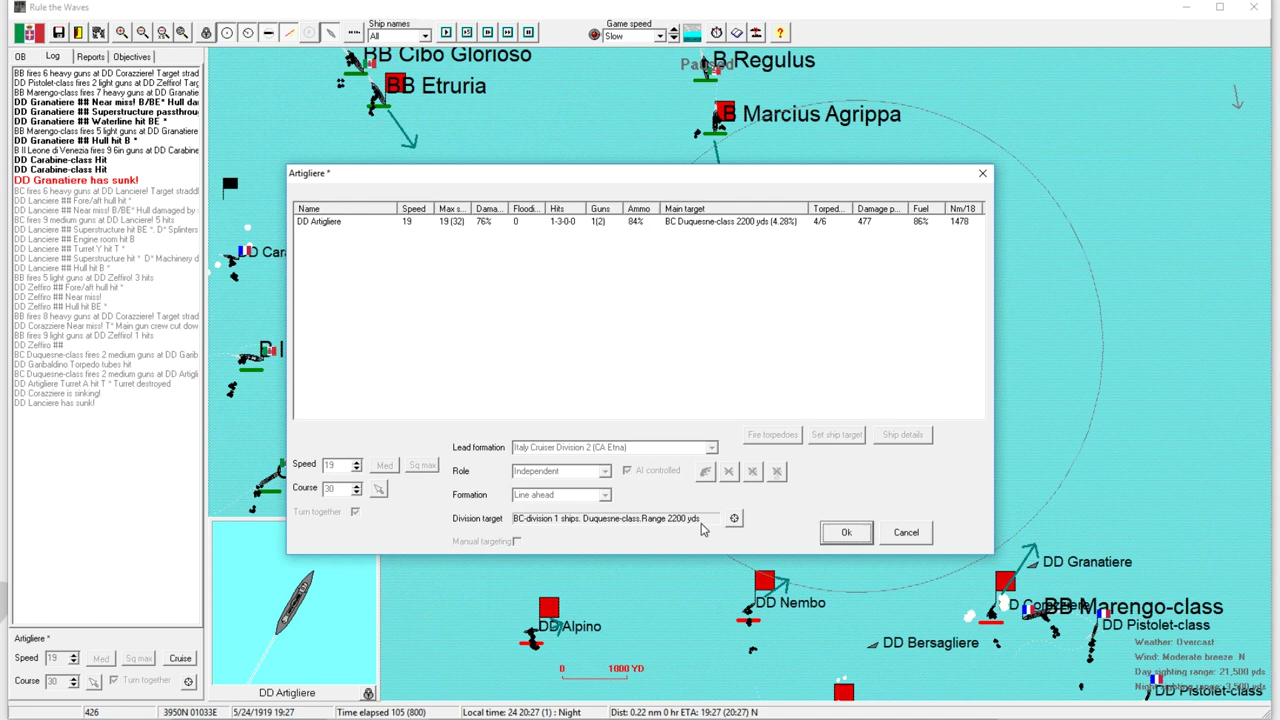 Rule the Waves
Ship names
All
Game speed
Slow
OB
Log
Reports
Objectives
BB fires 6 heavy guns at DD Corazziere! Target strad
DD Pistolet-class fires 2 light guns at DD Zeffiro! Targ
BB Marengo-class fires 7 heavy guns at DD Granatie
DD Granatiere ## Near miss! B/BE* Hull dar
DD Granatiere ## Superstructure passthroug
DD Granatiere ## Waterline hit BE *
BB Marengo-class fires 5 light guns at DD Granatiere
DD Granatiere ## Hull hit B *
B II Leone di Venezia fires 9 6in guns at DD Carabine
DD Carabine-class Hit
DD Carabine-class Hit
DD Granatiere has sunk!
BC fires 6 heavy guns at DD Lanciere! Target straddl
DD Lanciere ## Fore/aft hull hit *
DD Lanciere ## Near miss! B/BE* Hull damaged by s
BC fires 9 medium guns at DD Lanciere! 5 hits
DD Lanciere ## Superstructure hit BE *. D* Splinters
DD Lanciere ## Engine room hit B
DD Lanciere ## Turret Y hit T *
DD Lanciere ## Superstructure hit * D* Machinery d
DD Lanciere ## Hull hit B *
BB fires 5 light guns at DD Zeffiro! 3 hits
DD Zeffiro ## Fore/aft hull hit *
DD Zeffiro ## Near miss!
DD Zeffiro ## Hull hit BE *
BB fires 8 heavy guns at DD Corazziere! Target strad
DD Corazziere Near miss! T* Main gun crew cut down
BB fires 9 light guns at DD Zeffiro! 1 hits
DD Zeffiro ##
BC Duquesne-class fires 2 medium guns at DD Garib
DD Garibaldino Torpedo tubes hit
BC Duquesne-class fires 2 medium guns at DD Artigli
DD Artigliere Turret A hit T * Turret destroyed
DD Corazziere is sinking!
DD Lanciere has sunk!
BB Cibo Glorioso
BB Etruria
Paused
B Regulus
B Marcius Agrippa
DD Cara
Artigliere *
Name
Speed
Max s...
Dama...
Floodi...
Hits
Guns
Ammo
Main target
Torped...
Damage p...
Fuel
Nm/18
DD Artigliere
19
19 (32)
76%
0
1-3-0-0
1(2)
84%
BC Duquesne-class 2200 yds (4.28%)
4/6
477
86%
1478
Lead formation
Italy Cruiser Division 2 (CA Etna)
Fire torpedoes
Set ship target
Ship details
Speed
19
Med
Sq max
Role
Independent
AI controlled
Course
30
Formation
Line ahead
Turn together
Division target
BC-division 1 ships. Duquesne-class.Range 2200 yds
Manual targeting
Ok
Cancel
DD Alpino
DD Nembo
DD Granatiere
BB Marengo-class
DD Pistolet-class
DD Bersagliere
DD Pistolet-class
0 1000 YD
Weather: Overcast
Wind: Moderate breeze N
Day sighting range: 21,500 yds
DD Artigliere
Artigliere *
Speed
19
Med
Sq max
Cruise
Course
30
Turn together
426
3950N 01033E
5/24/1919 19:27
Time elapsed 105 (800)
Local time: 24 20:27 (1) : Night
Dist: 0.22 nm 0 hr ETA: 19:27 (20:27) N